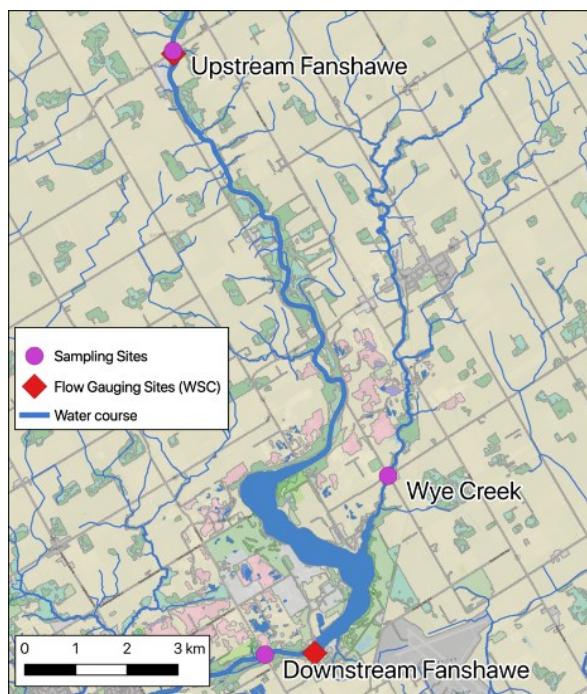 Upstream Fanshawe
Sampling Sites
Flow Gauging Sites (WSC)
Water course
Wye Creek
0 1 2 3 km
Downstream Fanshawe